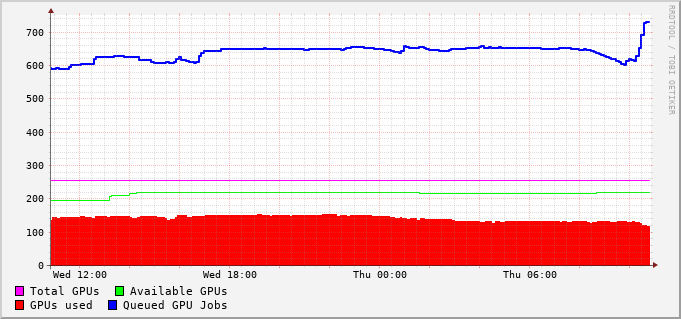 700
600
500
400
300
200
100
0
Wed 12:00 Wed 18:00 Thu 00:00 Thu 06:00
Total GPUs Available GPUs
GPUs used Queued GPU Jobs
RRDTOOL / TOBI OETIKER